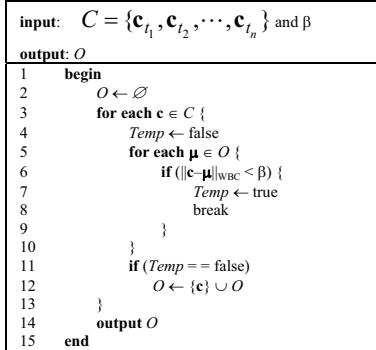 input: C = {c_{t_1}, c_{t_2}, ⋯, c_{t_n}} and β
output: O
1 begin
2 O ← ∅
3 for each c ∈ C {
4 Temp ← false
5 for each μ ∈ O {
6 if (||c–μ||_{WBC} < β) {
7 Temp ← true
8 break
9 }
10 }
11 if (Temp = = false)
12 O ← {c} ∪ O
13 }
14 output O
15 end